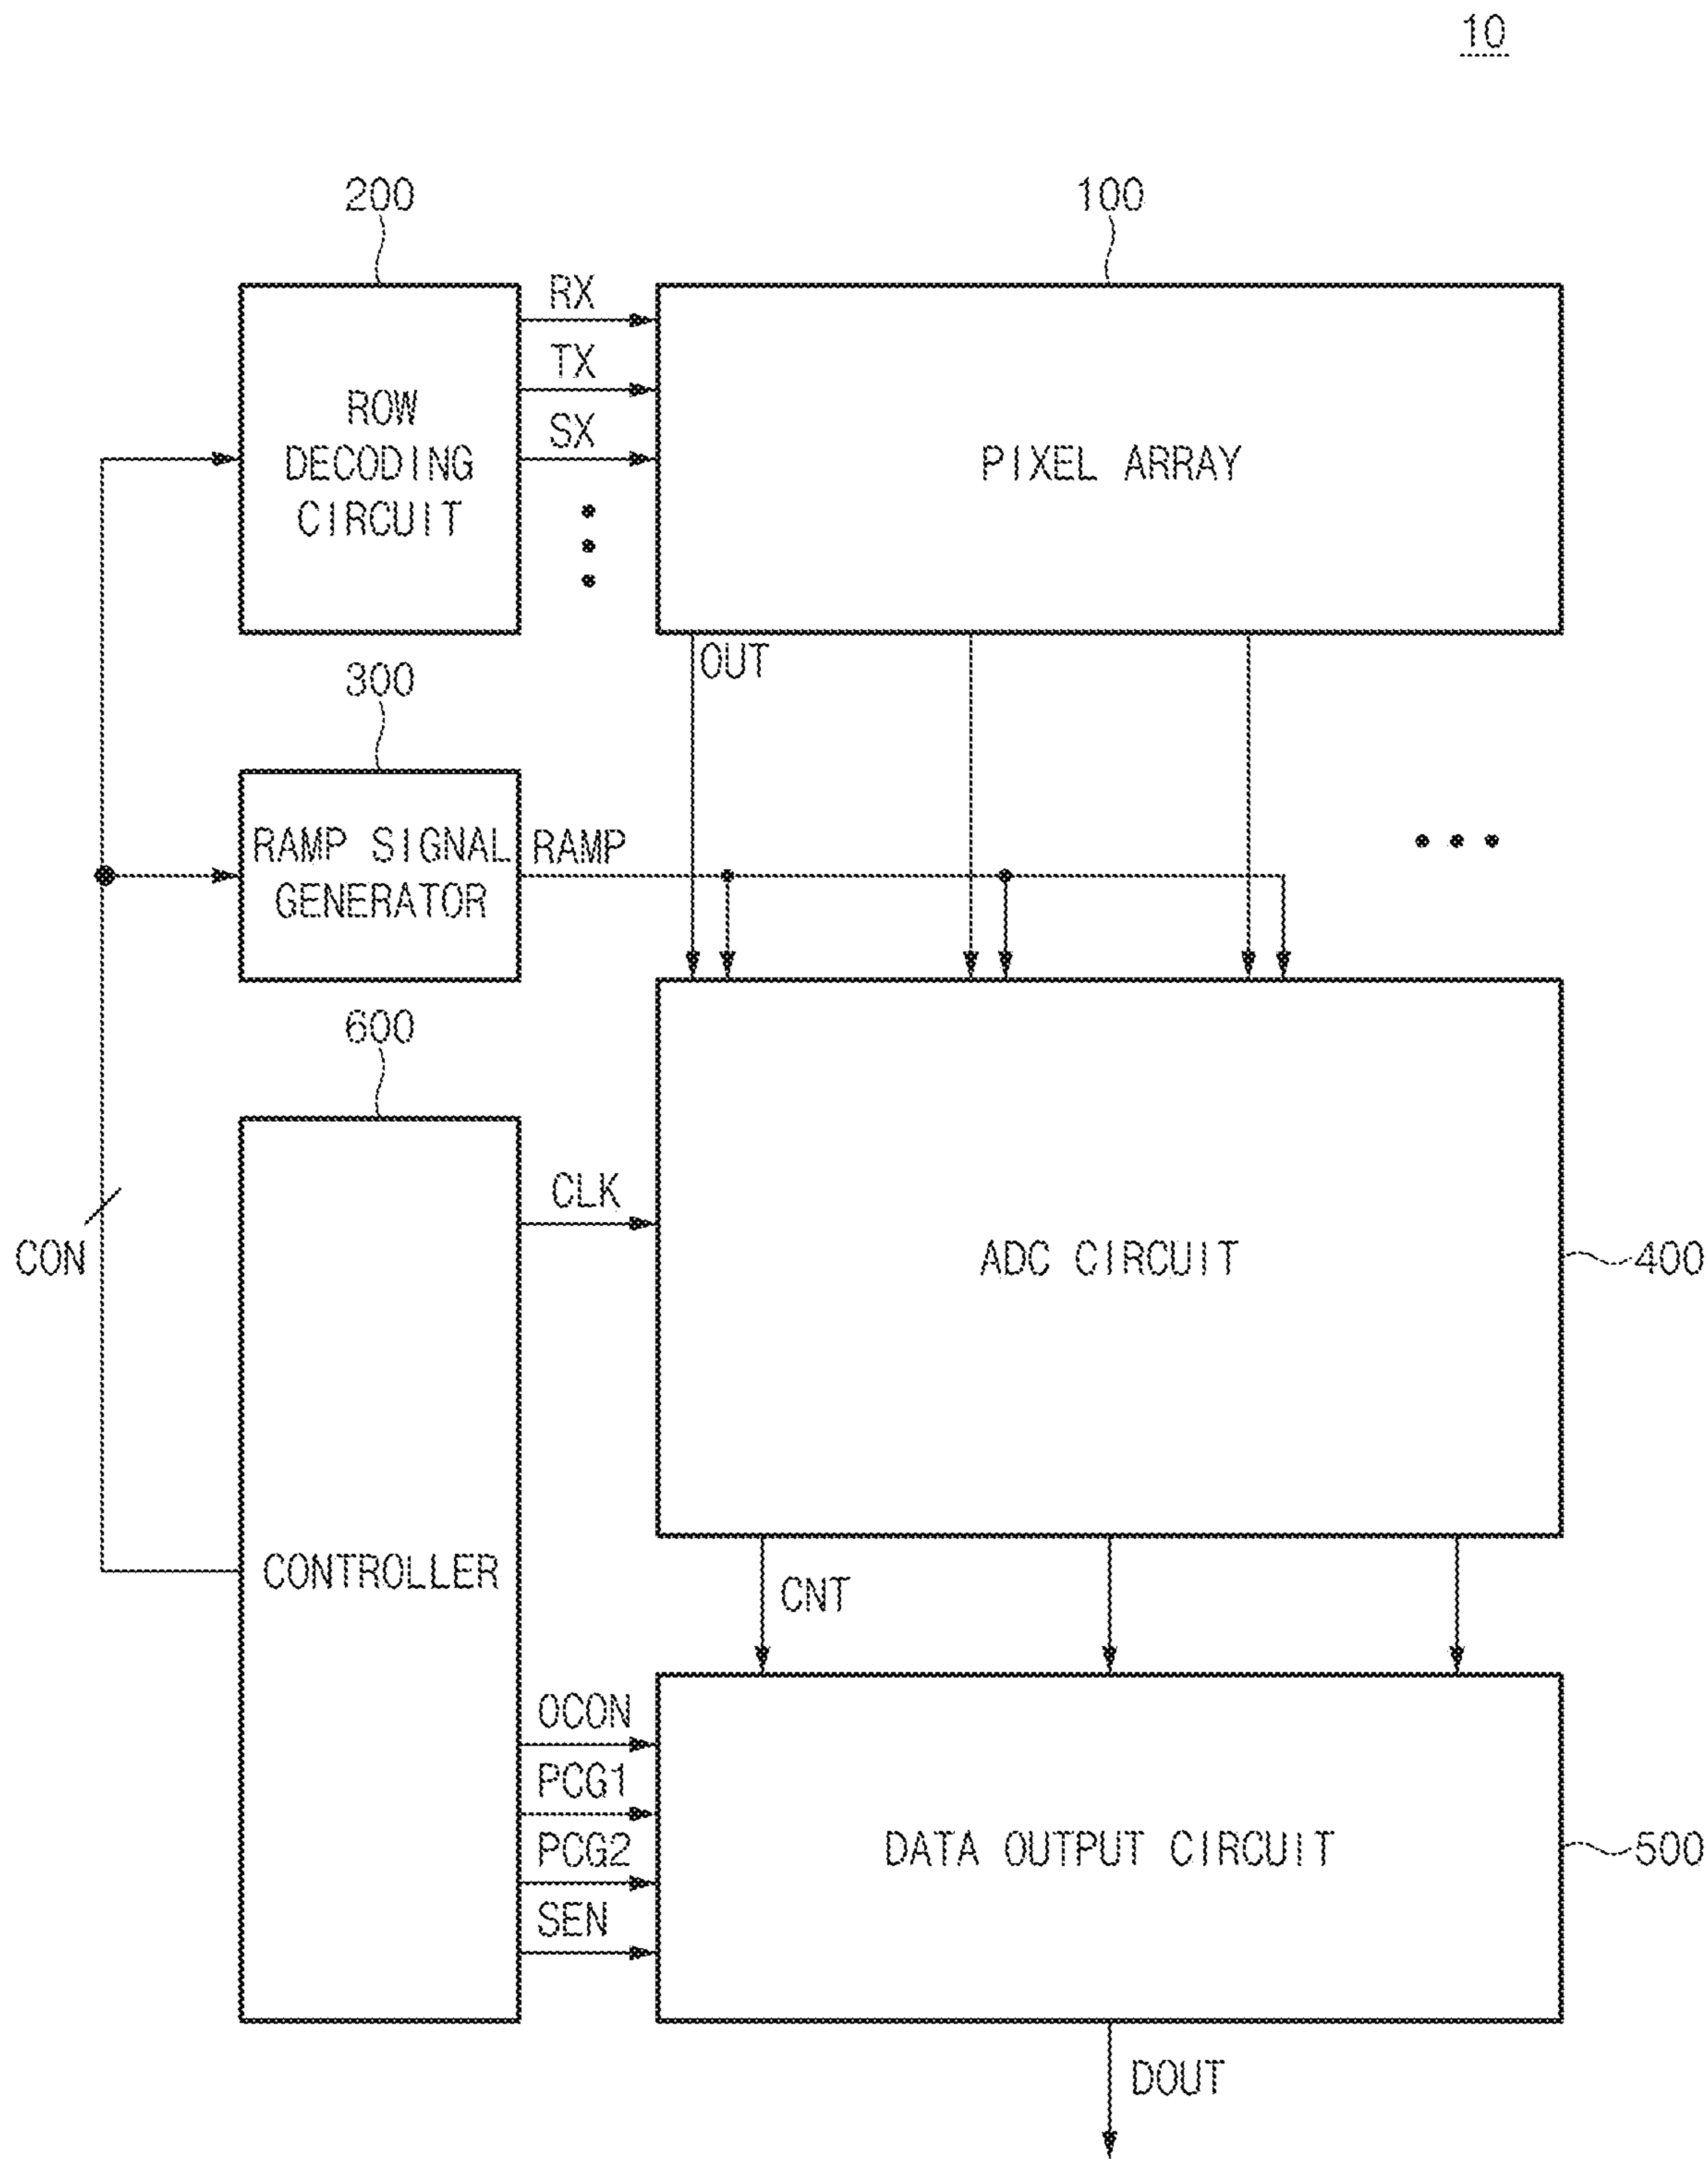 10
200
100
RX
TX
SX
ROW
DECODING
CIRCUIT
PIXEL ARRAY
OUT
300
RAMP SIGNAL
GENERATOR
RAMP
600
CLK
CON
ADC CIRCUIT
400
CONTROLLER
CNT
OCON
PCG1
PCG2
SEN
DATA OUTPUT CIRCUIT
500
DOUT